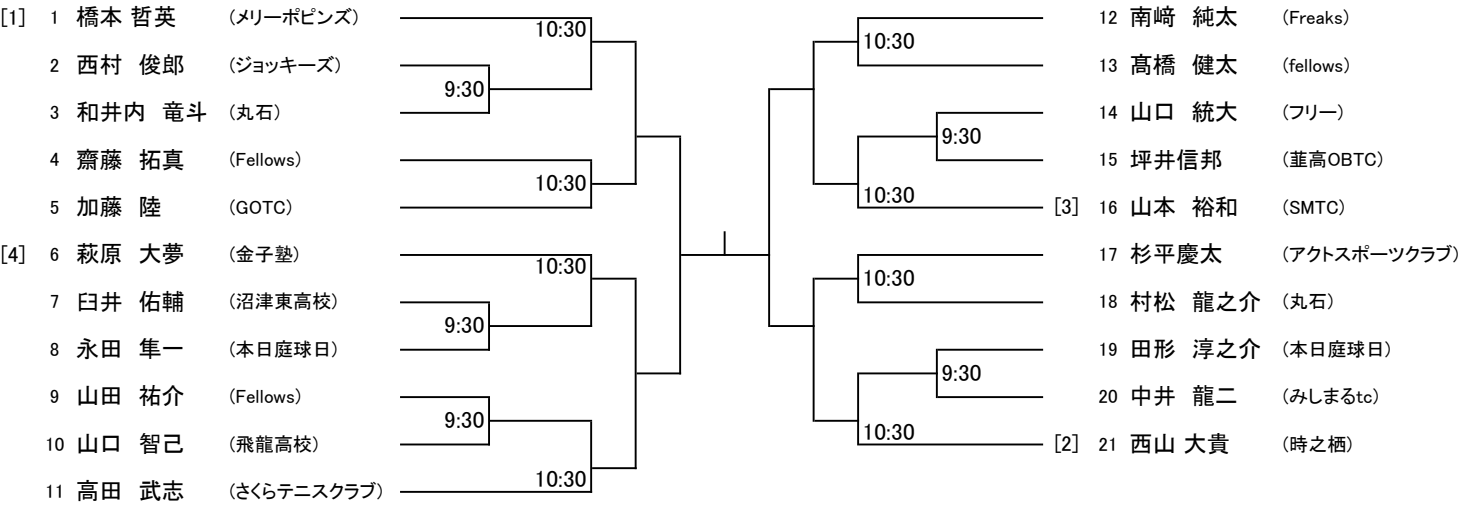 [1] 1 橋本 哲英 (メリーポピンズ)
10:30
2 西村 俊郎 (ジョッキーズ)
9:30
3 和井内 竜斗 (丸石)
4 齋藤 拓真 (Fellows)
10:30
5 加藤 陸 (GOTC)
[4] 6 萩原 大夢 (金子塾)
10:30
7 臼井 佑輔 (沼津東高校)
9:30
8 永田 隼一 (本日庭球日)
9 山田 祐介 (Fellows)
9:30
10 山口 智己 (飛龍高校)
10:30
11 高田 武志 (さくらテニスクラブ)
12 南﨑 純太 (Freaks)
10:30
13 髙橋 健太 (fellows)
14 山口 統大 (フリー)
9:30
15 坪井信邦 (韮高OBTC)
10:30
[3] 16 山本 裕和 (SMTC)
17 杉平慶太 (アクトスポーツクラブ)
10:30
18 村松 龍之介 (丸石)
19 田形 淳之介 (本日庭球日)
9:30
20 中井 龍二 (みしまるtc)
10:30
[2] 21 西山 大貴 (時之栖)